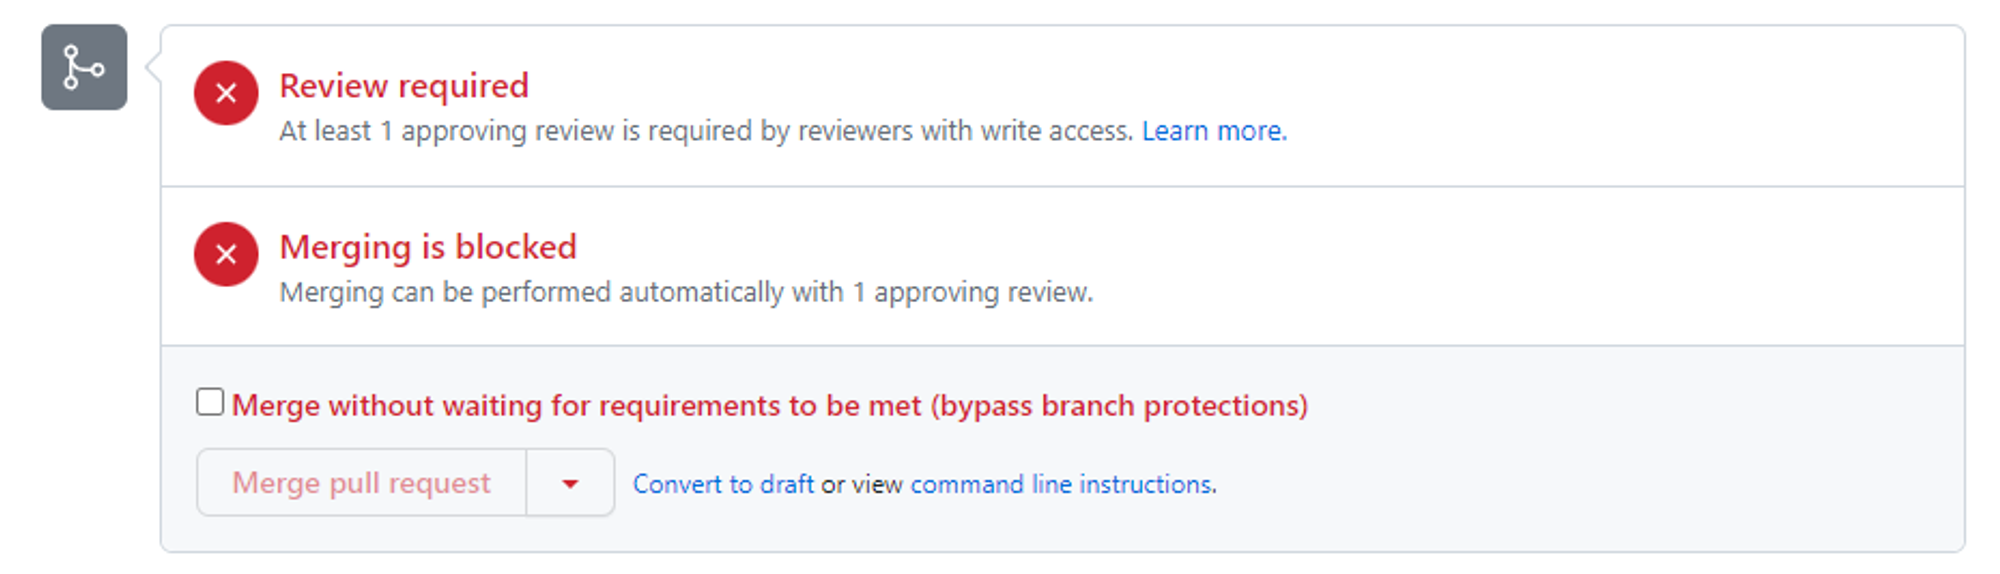 Review required
At least 1 approving review is required by reviewers with write access. Learn more.
Merging is blocked
Merging can be performed automatically with 1 approving review.
Merge without waiting for requirements to be met (bypass branch protections)
Merge pull request Convert to draft or view command line instructions.